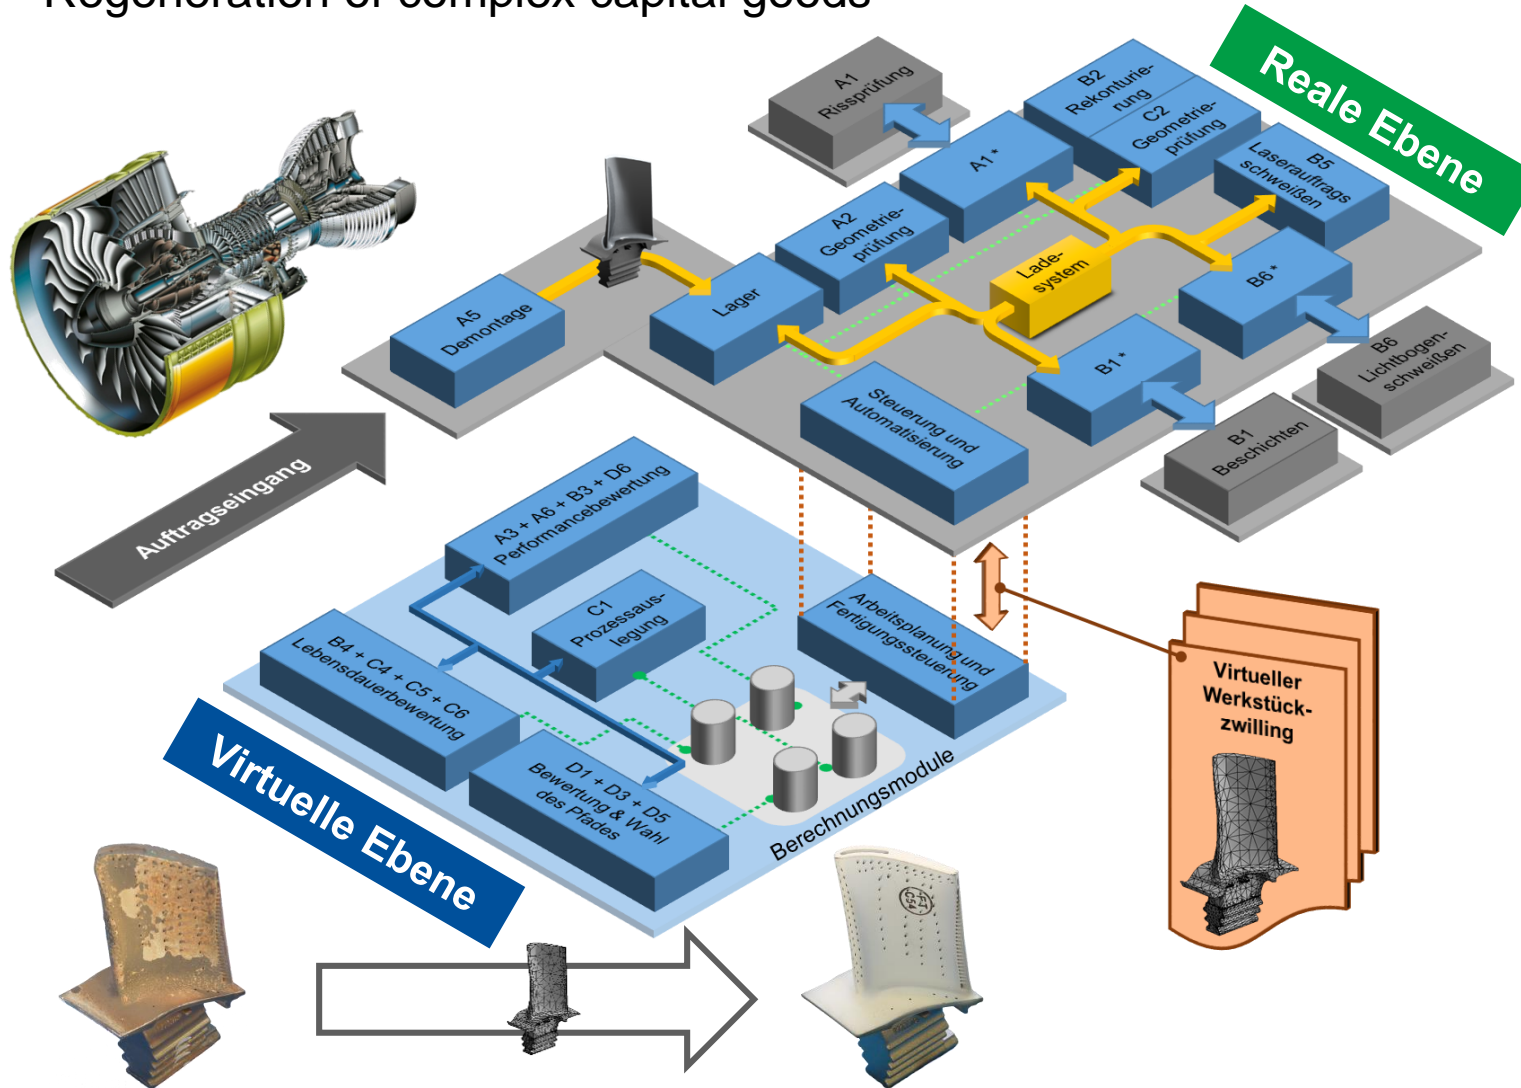 Regeneration of complex capital goods
Reale Ebene
A1
Rissprüfung
B2
Rekonturie-
rung
C2
Geometrie-
prüfung
A1*
B5
Laserauftrags
schweißen
A2
Geometrie-
prüfung
Lade-
system
B6*
Lager
A5
Demontage
B1*
B6
Lichtbogen-
schweißen
Steuerung und
Automatisierung
B1
Beschichten
Auftragseingang
A3 + A6 + B3 + D6
Performancebewertung
C1
Prozessaus-
legung
Arbeitsplanung und
Fertigungssteuerung
B4 + C4 + C5 + C6
Lebensdauerbewertung
Virtueller
Werkstück-
zwilling
D1 + D3 + D5
Bewertung & Wahl
des Pfades
Berechnungsmodule
Virtuelle Ebene